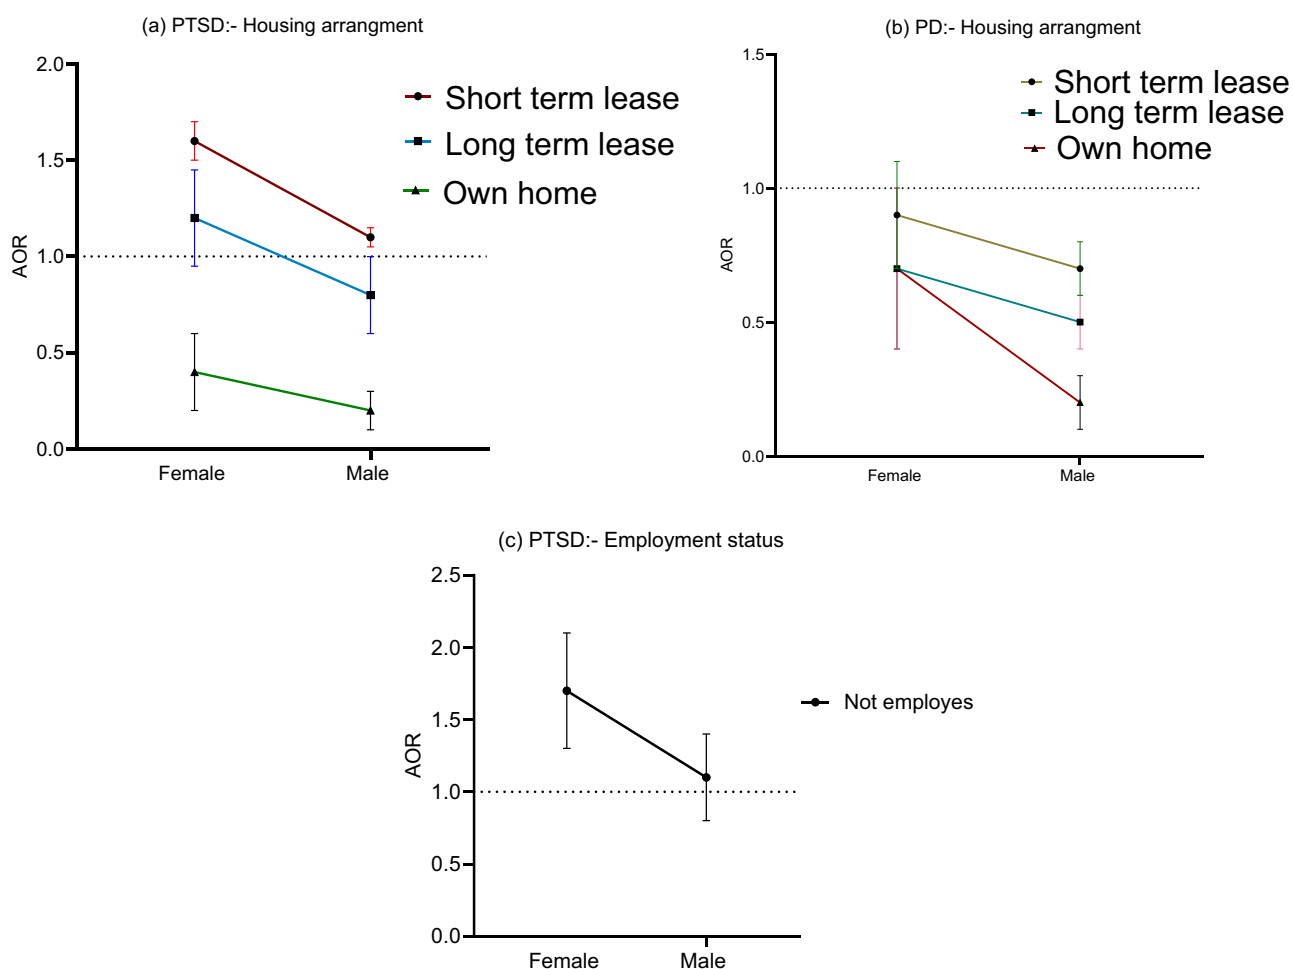 (a) PTSD:- Housing arrangment
2.0
1.5
1.0
0.5
0.0
AOR
Female
Male
Short term lease
Long term lease
Own home
(b) PD:- Housing arrangment
1.5
1.0
0.5
0.0
AOR
Female
Male
Short term lease
Long term lease
Own home
(c) PTSD:- Employment status
2.5
2.0
1.5
1.0
0.5
0.0
AOR
Female
Male
Not employes